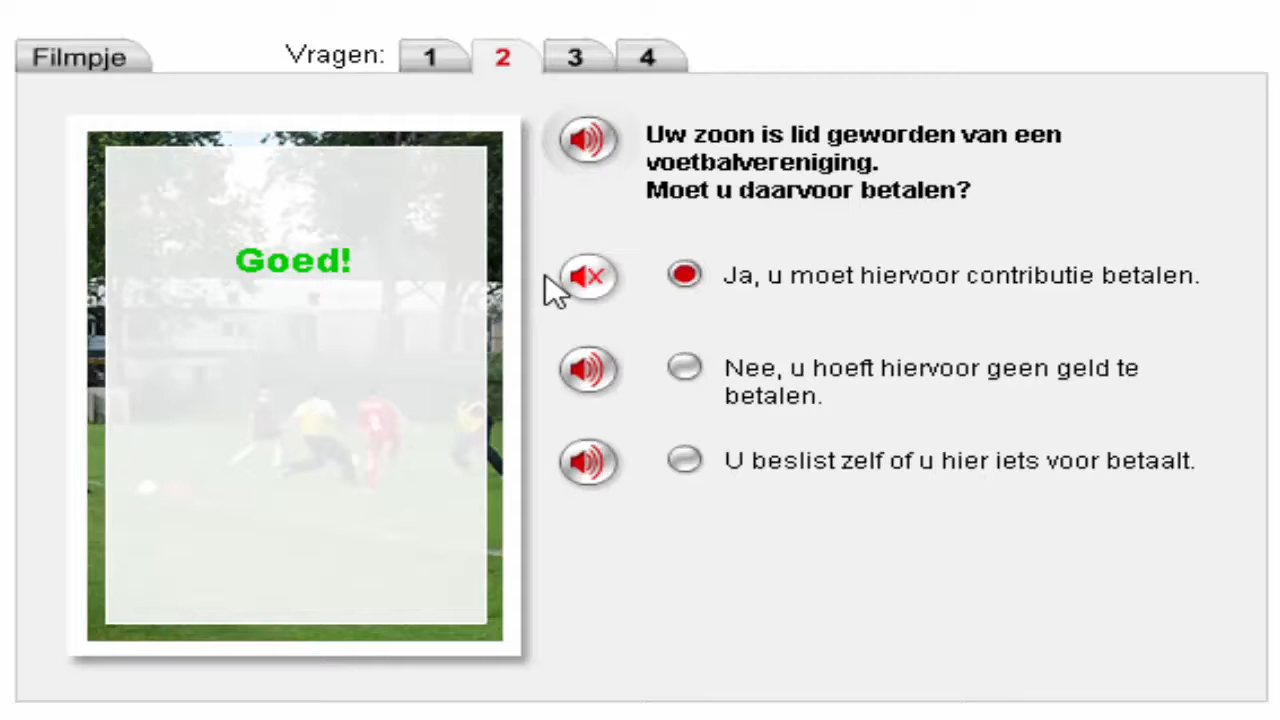 Filmpje
Vragen: 1 2 3 4
Uw zoon is lid geworden van een
voetbalvereniging.
Moet u daarvoor betalen?
Goed!
Ja, u moet hiervoor contributie betalen.
Nee, u hoeft hiervoor geen geld te
betalen.
U beslist zelf of u hier iets voor betaalt.